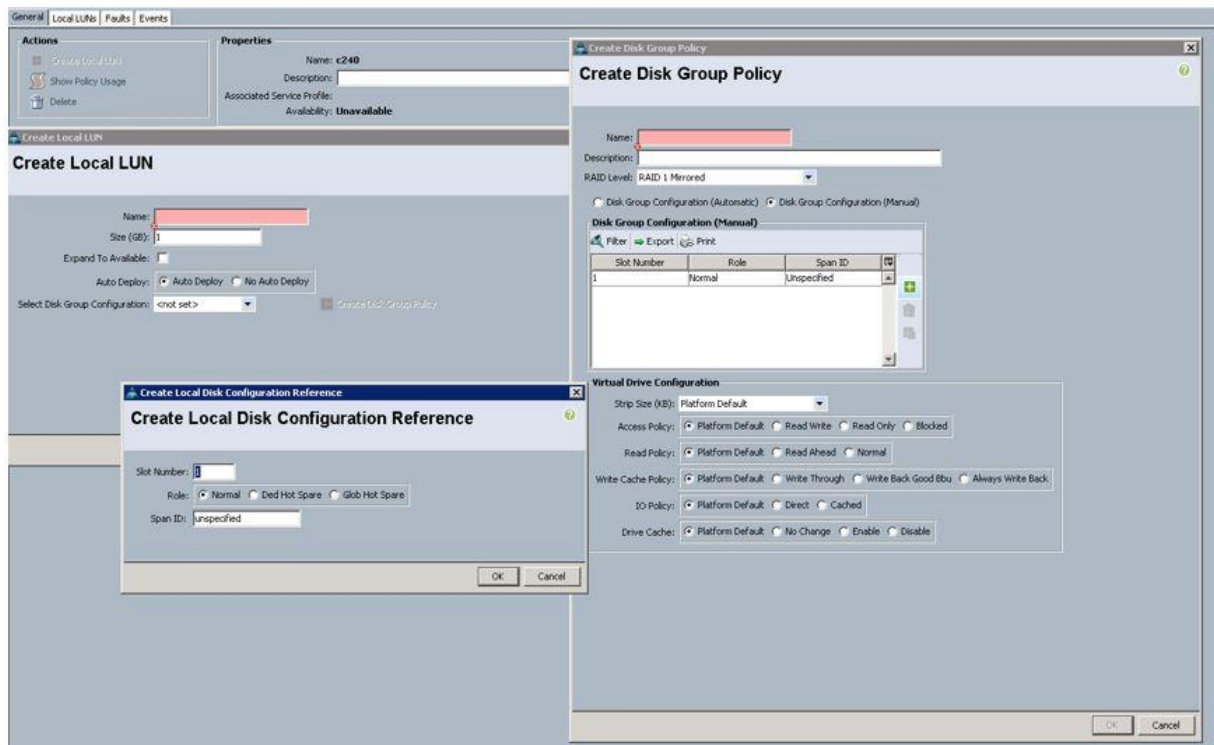 General Local LUNs Faults Events
Actions
Create Local LUN
Show Policy Usage
Delete
Properties
Name: c240
Description:
Associated Service Profile:
Availability: Unavailable
Create Local LUN
Create Local LUN
Name:
Size (GB): 1
Expand To Available:
Auto Deploy: Auto Deploy No Auto Deploy
Select Disk Group Configuration: <not set> Create Disk Group Policy
Create Local Disk Configuration Reference
Create Local Disk Configuration Reference
Slot Number: 1
Role: Normal Ded Hot Spare Glob Hot Spare
Span ID: unspecified
OK Cancel
Create Disk Group Policy
Create Disk Group Policy
Name:
Description:
RAID Level: RAID 1 Mirrored
Disk Group Configuration (Automatic) Disk Group Configuration (Manual)
Disk Group Configuration (Manual)
Filter Export Print
Slot Number Role Span ID
1 Normal Unspecified
Virtual Drive Configuration
Strip Size (KB): Platform Default
Access Policy: Platform Default Read Write Read Only Blocked
Read Policy: Platform Default Read Ahead Normal
Write Cache Policy: Platform Default Write Through Write Back Good Bbu Always Write Back
IO Policy: Platform Default Direct Cached
Drive Cache: Platform Default No Change Enable Disable
OK Cancel